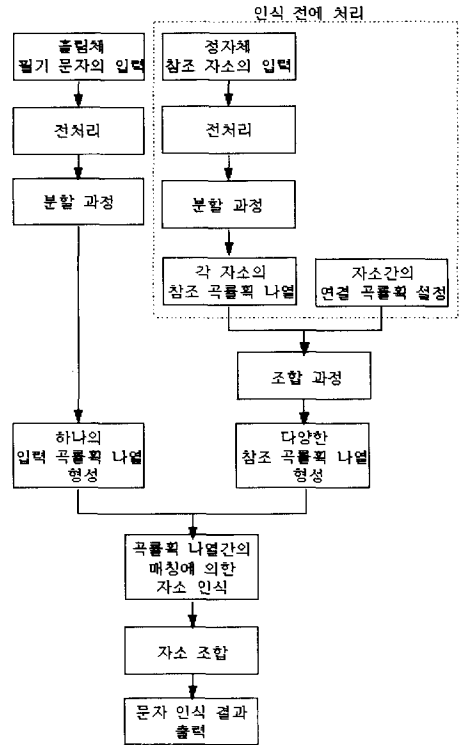 인식 전에 처리
흘림체
필기 문자의 입력
전처리
분할 과정
정자체
참조 자소의 입력
전처리
분할 과정
각 자소의
참조 곡률획 나열
자소간의
연결 곡률획 설정
조합 과정
하나의
입력 곡률획 나열
형성
다양한
참조 곡률획 나열
형성
곡률획 나열간의
매칭에 의한
자소 인식
자소 조합
문자 인식 결과
출력